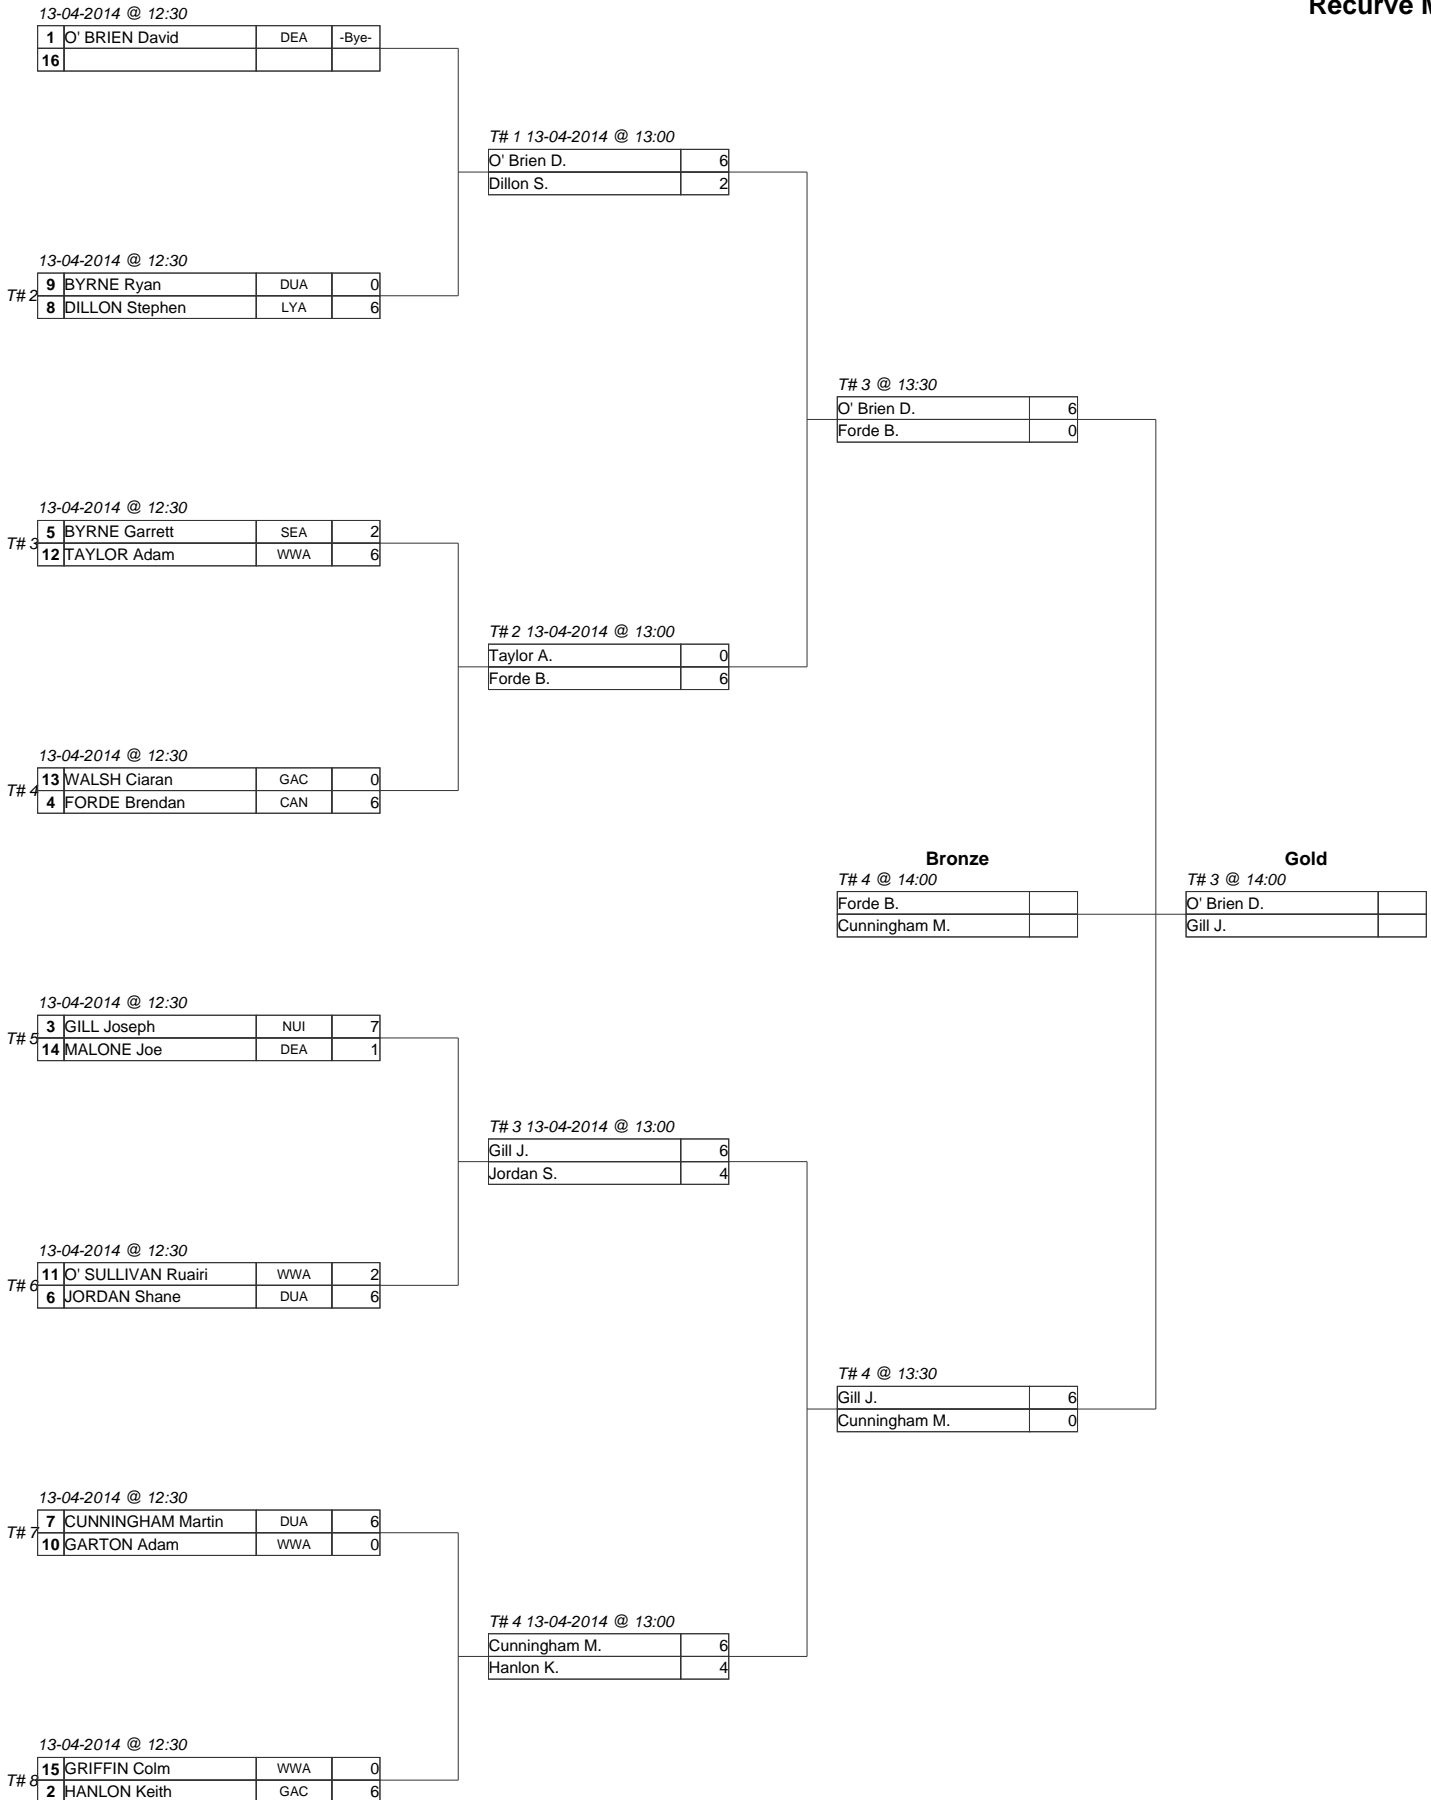 Recurve M
13-04-2014 @ 12:30
1 O' BRIEN David DEA -Bye-
16
T# 1 13-04-2014 @ 13:00
O' Brien D. 6
Dillon S. 2
13-04-2014 @ 12:30
T# 2
9 BYRNE Ryan DUA 0
8 DILLON Stephen LYA 6
T# 3 @ 13:30
O' Brien D. 6
Forde B. 0
13-04-2014 @ 12:30
T# 3
5 BYRNE Garrett SEA 2
12 TAYLOR Adam WWA 6
T# 2 13-04-2014 @ 13:00
Taylor A. 0
Forde B. 6
13-04-2014 @ 12:30
T# 4
13 WALSH Ciaran GAC 0
4 FORDE Brendan CAN 6
Bronze
T# 4 @ 14:00
Forde B.
Cunningham M.
Gold
T# 3 @ 14:00
O' Brien D.
Gill J.
13-04-2014 @ 12:30
T# 5
3 GILL Joseph NUI 7
14 MALONE Joe DEA 1
T# 3 13-04-2014 @ 13:00
Gill J. 6
Jordan S. 4
13-04-2014 @ 12:30
T# 6
11 O' SULLIVAN Ruairi WWA 2
6 JORDAN Shane DUA 6
T# 4 @ 13:30
Gill J. 6
Cunningham M. 0
13-04-2014 @ 12:30
T# 7
7 CUNNINGHAM Martin DUA 6
10 GARTON Adam WWA 0
T# 4 13-04-2014 @ 13:00
Cunningham M. 6
Hanlon K. 4
13-04-2014 @ 12:30
T# 8
15 GRIFFIN Colm WWA 0
2 HANLON Keith GAC 6